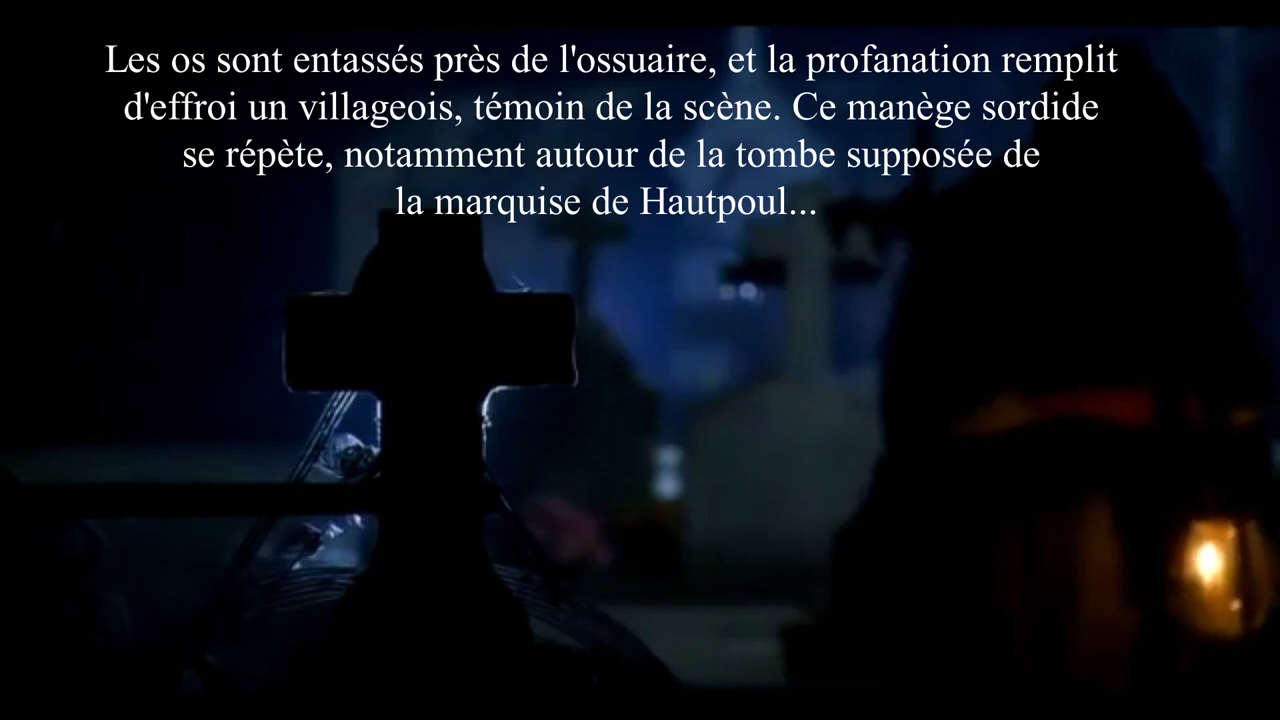 Les os sont entassés près de l'ossuaire, et la profanation remplit
d'effroi un villageois, témoin de la scène. Ce manège sordide
se répète, notamment autour de la tombe supposée de
la marquise de Hautpoul...